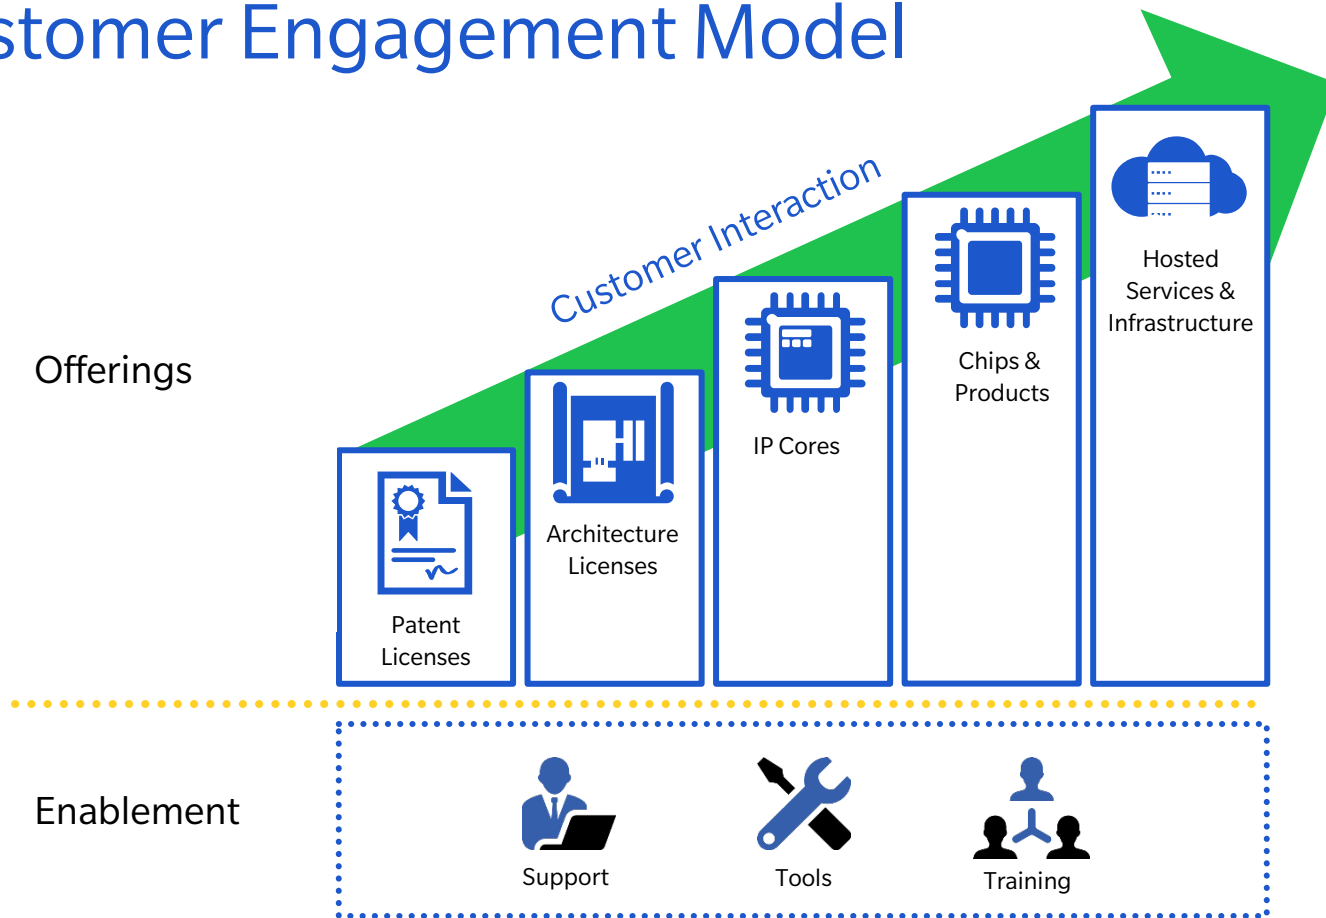 stomer Engagement Model
Customer Interaction
Offerings
Patent
Licenses
Architecture
Licenses
IP Cores
Chips &
Products
Hosted
Services &
Infrastructure
Enablement
Support
Tools
Training